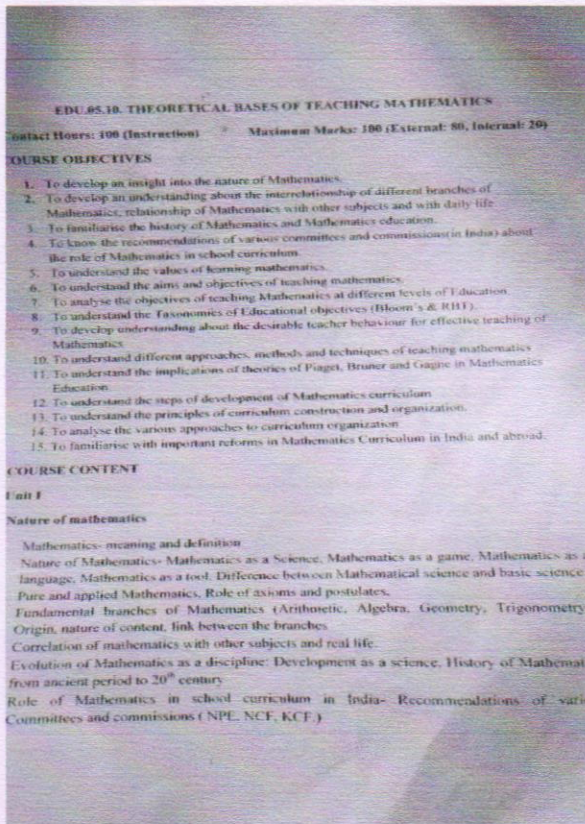 EDU.05.10. THEORETICAL BASES OF TEACHING MATHEMATICS
ontact Hours: 100 (Instruction) Maximum Marks: 100 (External: 80, Internal: 20)
OURSE OBJECTIVES
1. To develop an insight into the nature of Mathematics.
2. To develop an understanding about the interrelationship of different branches of
Mathematics, relationship of Mathematics with other subjects and with daily life
3. To familiarise the history of Mathematics and Mathematics education.
4. To know the recommendations of various committees and commissions(in India) about
the role of Mathematics in school curriculum.
5. To understand the values of learning mathematics.
6. To understand the aims and objectives of teaching mathematics.
7. To analyse the objectives of teaching Mathematics at different levels of Education
8. To understand the Taxonomies of Educational objectives (Bloom's & RHT).
9. To develop understanding about the desirable teacher behaviour for effective teaching of
Mathematics
10. To understand different approaches, methods and techniques of teaching mathematics
11. To understand the implications of theories of Piaget, Bruner and Gagne in Mathematics
Education
12. To understand the steps of development of Mathematics curriculum
13. To understand the principles of curriculum construction and organization.
14. To analyse the various approaches to curriculum organization
15. To familiarise with important reforms in Mathematics Curriculum in India and abroad.
COURSE CONTENT
Unit I
Nature of mathematics
Mathematics- meaning and definition
Nature of Mathematics- Mathematics as a Science, Mathematics as a game, Mathematics as a
language, Mathematics as a tool, Difference between Mathematical science and basic science
Pure and applied Mathematics, Role of axioms and postulates,
Fundamental branches of Mathematics (Arithmetic, Algebra, Geometry, Trigonometry
Origin, nature of content, link between the branches
Correlation of mathematics with other subjects and real life
Evolution of Mathematics as a discipline: Development as a science, History of Mathemat
from ancient period to 20th century
Role of Mathematics in school curriculum in India- Recommendations of vari
Committees and commissions ( NPE, NCF, KCF )